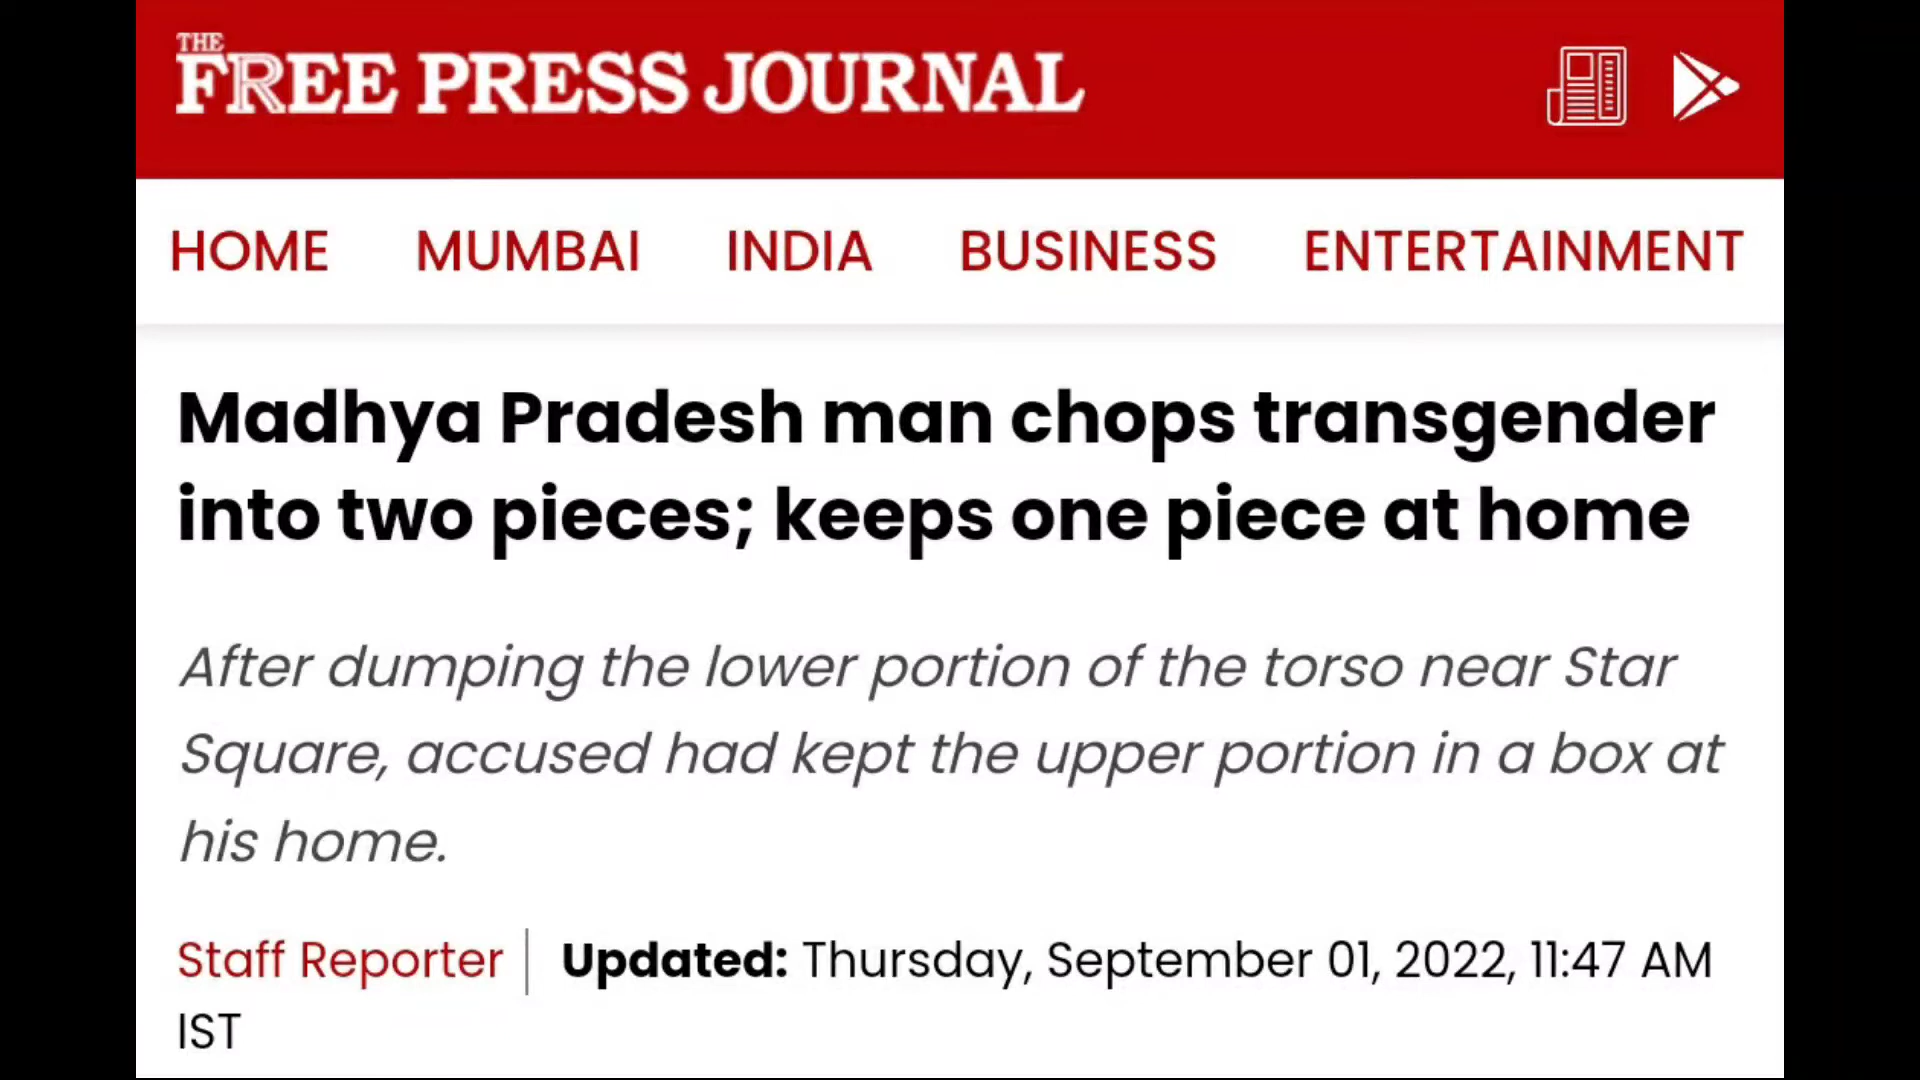 THE
FREE PRESS JOURNAL
HOME MUMBAI INDIA BUSINESS ENTERTAINMENT
Madhya Pradesh man chops transgender
into two pieces; keeps one piece at home
After dumping the lower portion of the torso near Star
Square, accused had kept the upper portion in a box at
his home.
Staff Reporter | Updated: Thursday, September 01, 2022, 11:47 AM
IST